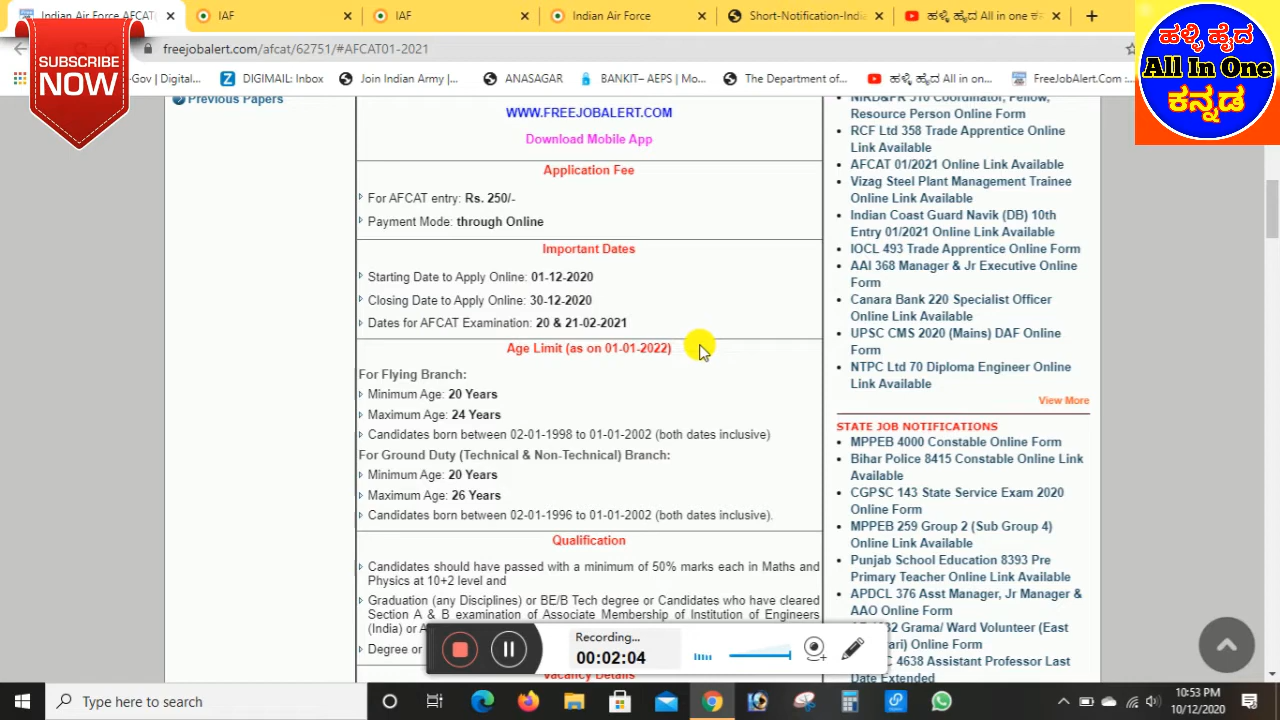 Indian Air Force AFCAT
IAF
IAF
Indian Air Force
Short-Notification-Indi
ಹಳ್ಳಿ ಹೈದ All in one ಕನ
freejobalert.com/afcat/62751/#AFCAT01-2021
-Gov | Digital...
DIGIMAIL: Inbox
Join Indian Army |...
ANASAGAR
BANKIT– AEPS | Mo...
The Department of...
ಹಳ್ಳಿ ಹೈದ All in on...
FreeJobAlert.Com :...
SUBSCRIBE
NOW
ಹಳ್ಳಿ ಹೈದ
All In One
ಕನ್ನಡ
Previous Papers
WWW.FREEJOBALERT.COM
Download Mobile App
Application Fee
For AFCAT entry: Rs. 250/-
Payment Mode: through Online
Important Dates
Starting Date to Apply Online: 01-12-2020
Closing Date to Apply Online: 30-12-2020
Dates for AFCAT Examination: 20 & 21-02-2021
Age Limit (as on 01-01-2022)
For Flying Branch:
Minimum Age: 20 Years
Maximum Age: 24 Years
Candidates born between 02-01-1998 to 01-01-2002 (both dates inclusive)
For Ground Duty (Technical & Non-Technical) Branch:
Minimum Age: 20 Years
Maximum Age: 26 Years
Candidates born between 02-01-1996 to 01-01-2002 (both dates inclusive).
Qualification
Candidates should have passed with a minimum of 50% marks each in Maths and
Physics at 10+2 level and
Graduation (any Disciplines) or BE/B Tech degree or Candidates who have cleared
Section A & B examination of Associate Membership of Institution of Engineers
(India) or A
Degree or
Vacancy Details
NIRD&PR 510 Coordinator, Fellow,
Resource Person Online Form
RCF Ltd 358 Trade Apprentice Online
Link Available
AFCAT 01/2021 Online Link Available
Vizag Steel Plant Management Trainee
Online Link Available
Indian Coast Guard Navik (DB) 10th
Entry 01/2021 Online Link Available
IOCL 493 Trade Apprentice Online Form
AAI 368 Manager & Jr Executive Online
Form
Canara Bank 220 Specialist Officer
Online Link Available
UPSC CMS 2020 (Mains) DAF Online
Form
NTPC Ltd 70 Diploma Engineer Online
Link Available
View More
STATE JOB NOTIFICATIONS
MPPEB 4000 Constable Online Form
Bihar Police 8415 Constable Online Link
Available
CGPSC 143 State Service Exam 2020
Online Form
MPPEB 259 Group 2 (Sub Group 4)
Online Link Available
Punjab School Education 8393 Pre
Primary Teacher Online Link Available
APDCL 376 Asst Manager, Jr Manager &
AAO Online Form
Grama/ Ward Volunteer (East
Online Form
4638 Assistant Professor Last
Date Extended
Recording...
00:02:04
Type here to search
10:53 PM
10/12/2020